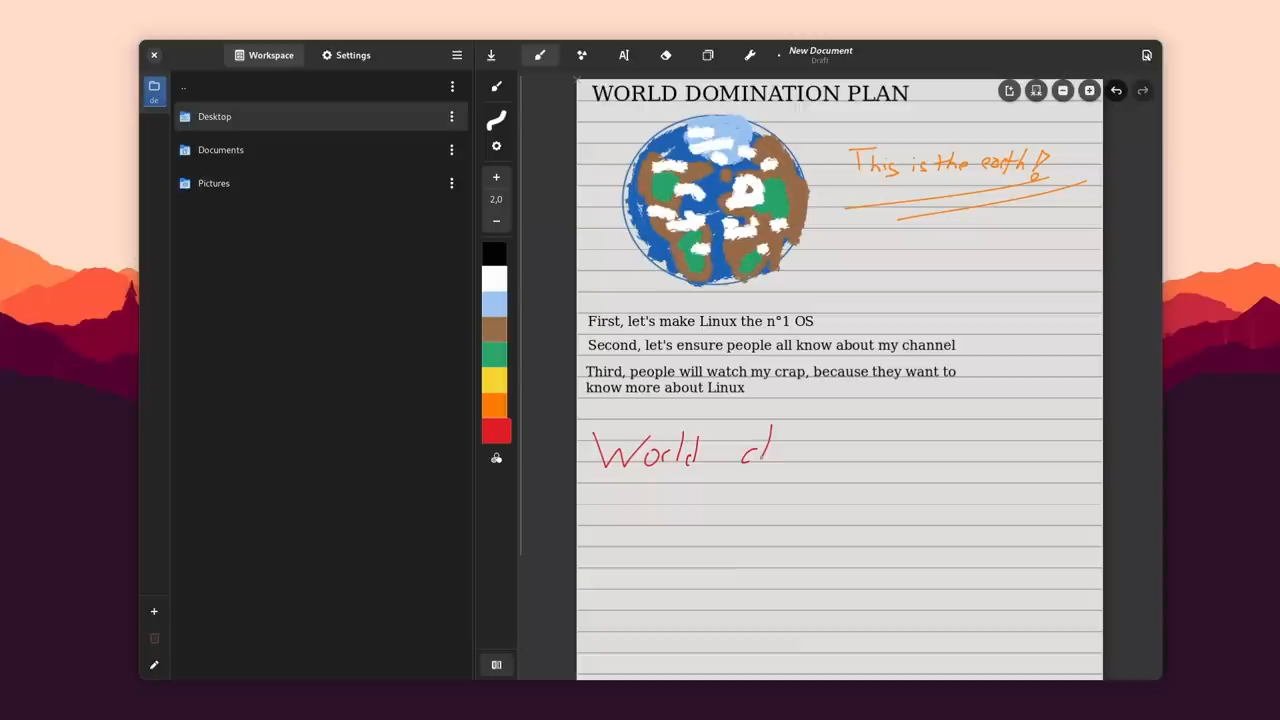 Workspace
Settings
New Document
Draft
de
..
Desktop
Documents
Pictures
2,0
WORLD DOMINATION PLAN
This is the earth!
First, let's make Linux the n°1 OS
Second, let's ensure people all know about my channel
Third, people will watch my crap, because they want to
know more about Linux
World d